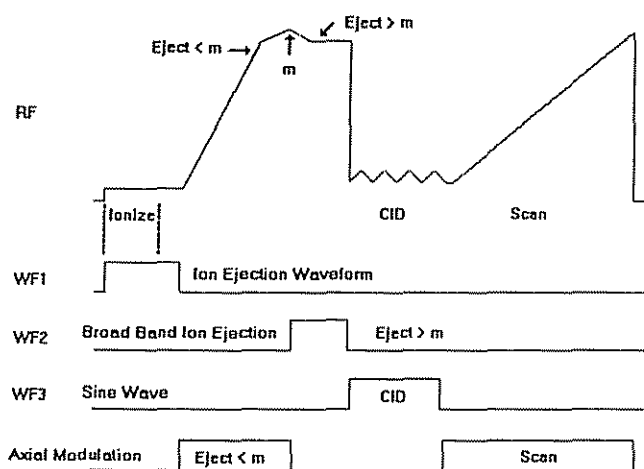 Eject > m
Eject < m
m
RF
Ionize
CID
Scan
WF1
Ion Ejection Waveform
WF2
Broad Band Ion Ejection
Eject > m
WF3
Sine Wave
CID
Axial Modulation
Eject < m
Scan